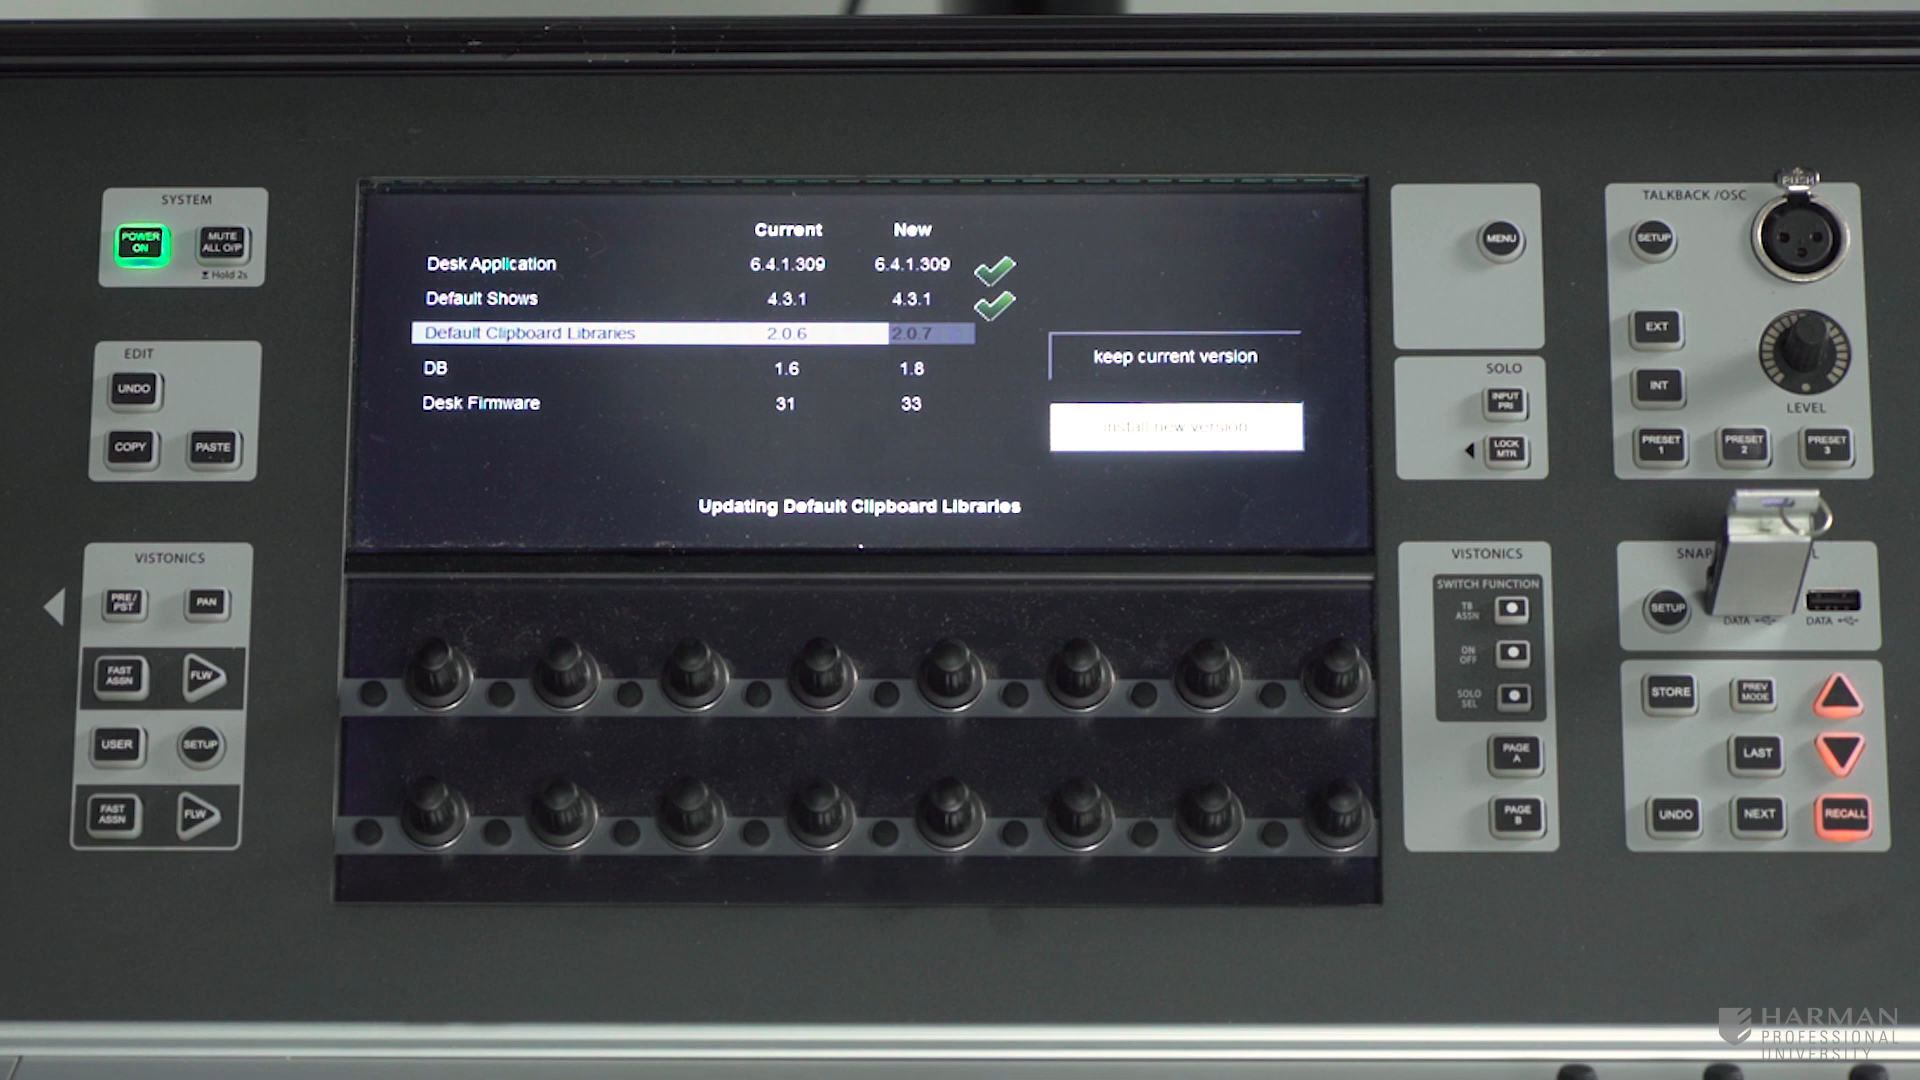 SYSTEM
POWER ON
MUTE ALL O/P
Hold 2s
EDIT
UNDO
COPY
PASTE
VISTONICS
PRE/ PST
PAN
FAST ASSN
FLW
USER
SETUP
FAST ASSN
FLW
Current New
Desk Application 6.4.1.309 6.4.1.309
Default Shows 4.3.1 4.3.1
Default Clipboard Libraries 2.0.6 2.0.7
DB 1.6 1.8
Desk Firmware 31 33
keep current version
install new version
Updating Default Clipboard Libraries
MENU
SOLO
INPUT PRI
LOCK MTR
VISTONICS
SWITCH FUNCTION
TB ASSN
ON OFF
SOLO SEL
PAGE A
PAGE B
TALKBACK /OSC
PUSH
SETUP
EXT
INT
LEVEL
PRESET 1
PRESET 2
PRESET 3
SETUP
DATA
DATA
STORE
PREV MODE
LAST
UNDO
NEXT
RECALL
HARMAN
PROFESSIONAL
UNIVERSITY